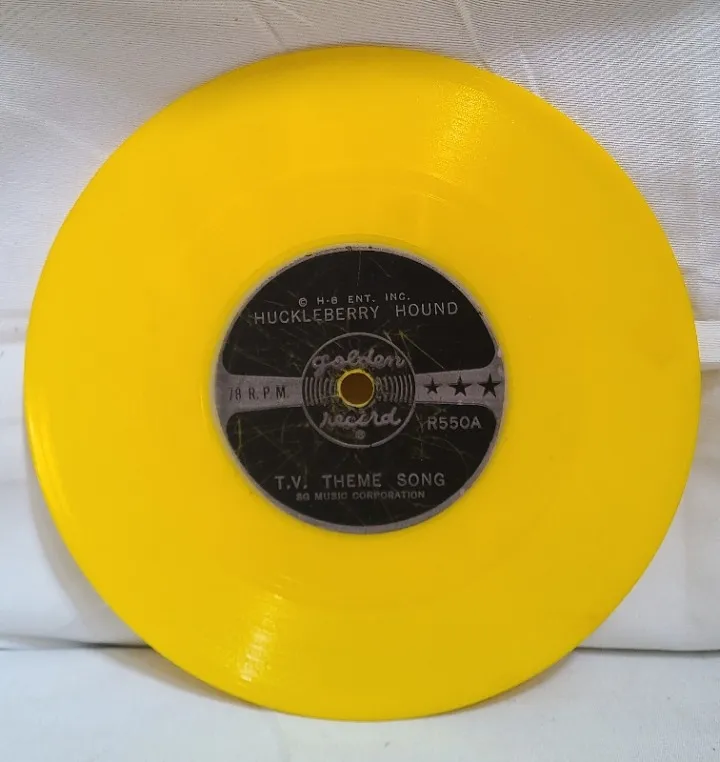 © H-B ENT. INC.
HUCKLEBERRY HOUND
golden
78 R.P.M.
record
®
R550A
T.V. THEME SONG
BG MUSIC CORPORATION